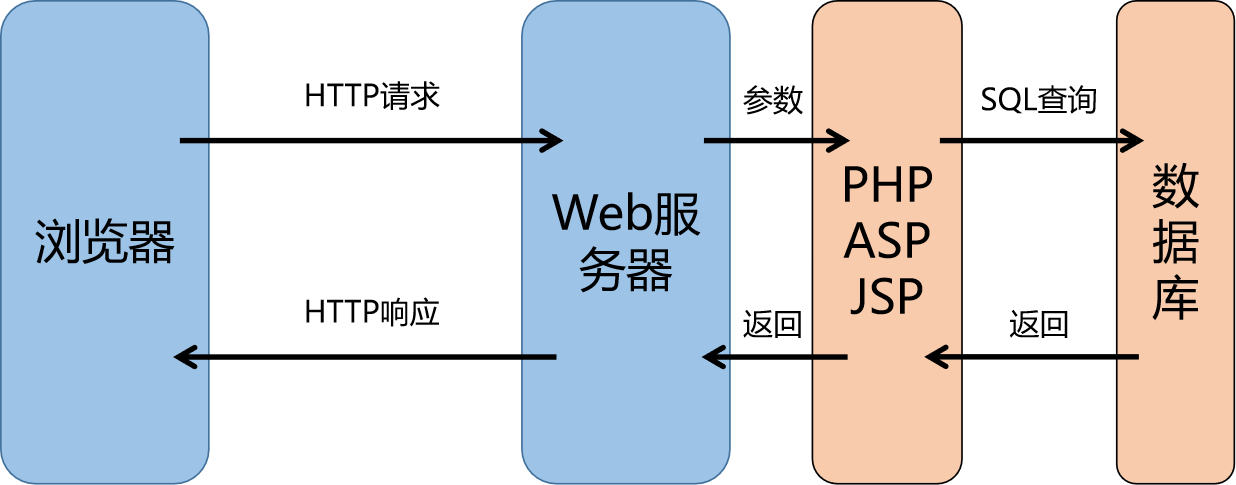 HTTP请求
参数
SQL查询
浏览器
Web服
务器
PHP
ASP
JSP
数
据
库
HTTP响应
返回
返回